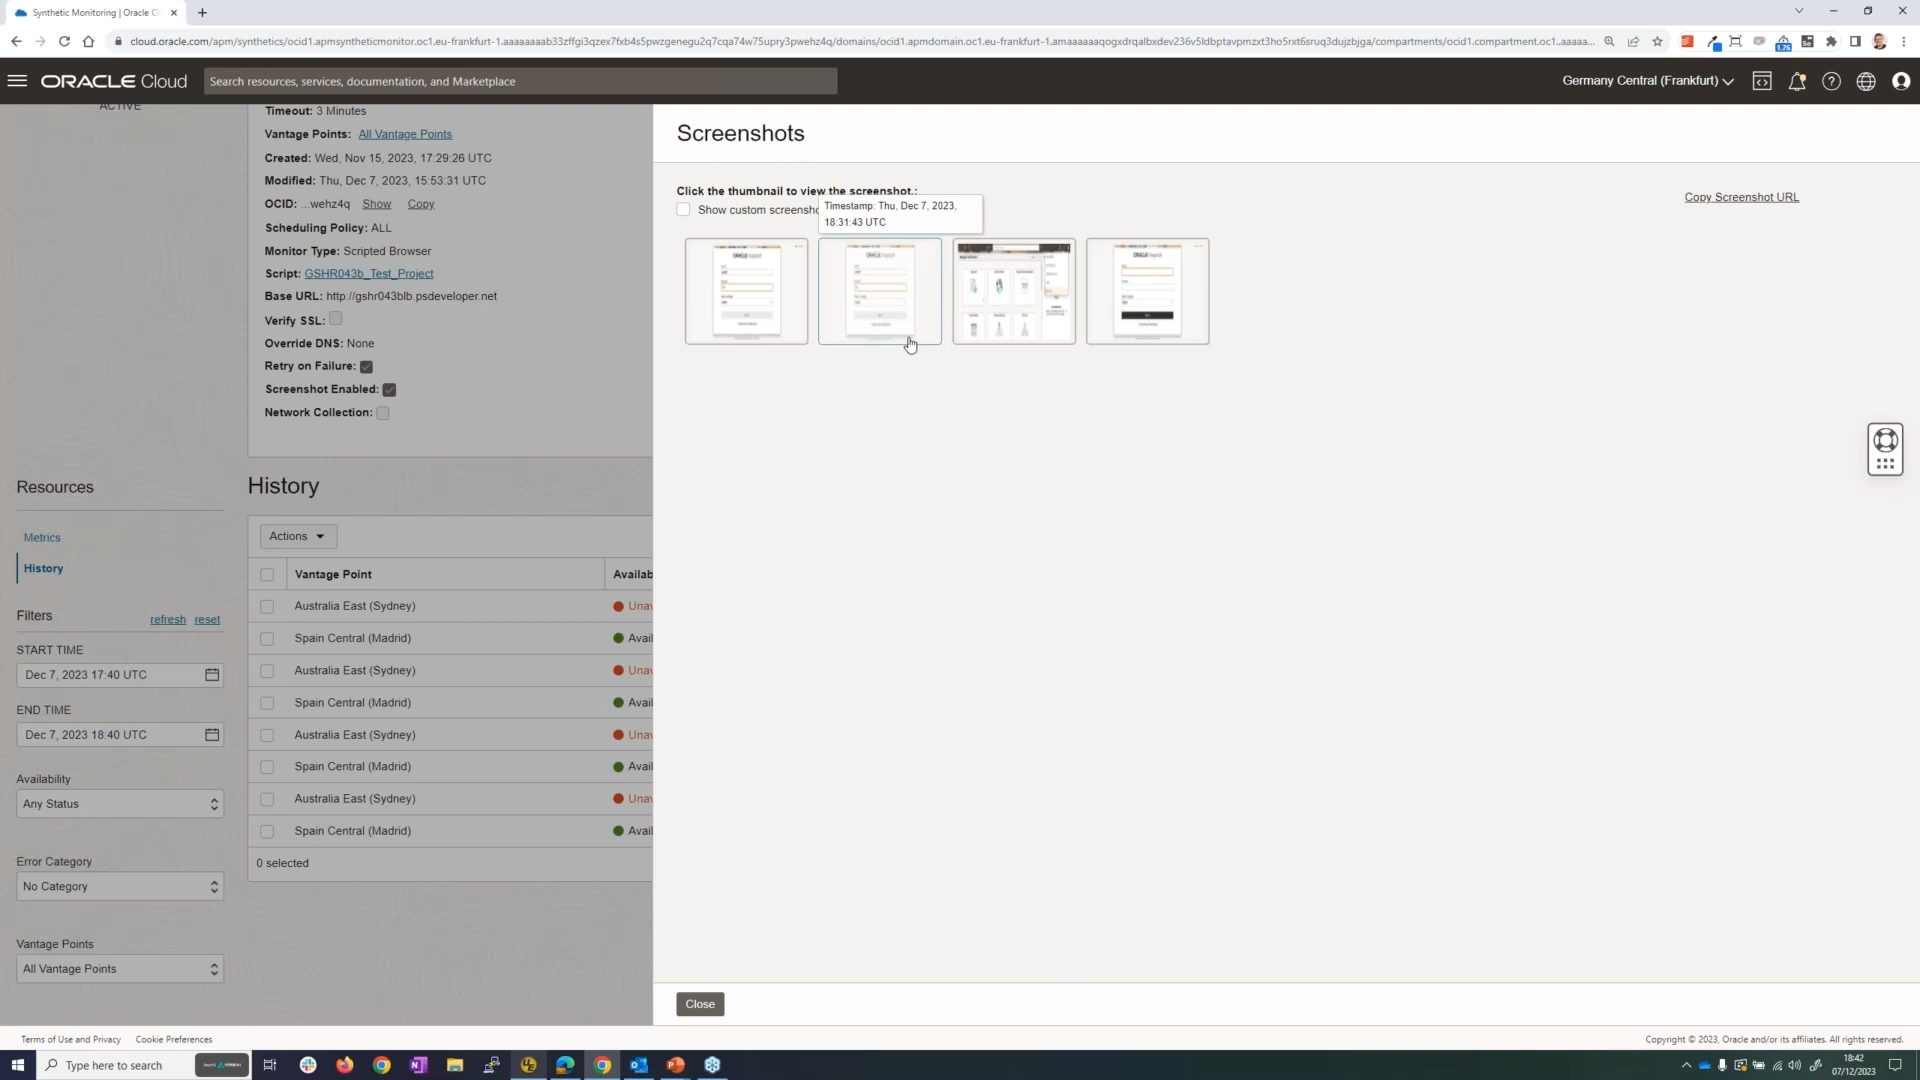 Synthetic Monitoring | Oracle Cl
cloud.oracle.com/apm/synthetics/ocid1.apmsyntheticmonitor.oc1.eu-frankfurt-1.aaaaaaaab33zffgi3qzex7fxb4s5pwzgenegu2q7cqa74w75upry3pwehz4q/domains/ocid1.apmdomain.oc1.eu-frankfurt-1.amaaaaaaqogxdrqalbxdev236v5ldbptavpmzxt3ho5rxt6sruq3dujzbjga/compartments/ocid1.compartment.oc1..aaaaa...
1.76
ORACLE Cloud
Search resources, services, documentation, and Marketplace
Germany Central (Frankfurt)
ACTIVE
Timeout: 3 Minutes
Vantage Points: All Vantage Points
Created: Wed, Nov 15, 2023, 17:29:26 UTC
Modified: Thu, Dec 7, 2023, 15:53:31 UTC
OCID: ...wehz4q Show Copy
Scheduling Policy: ALL
Monitor Type: Scripted Browser
Script: GSHR043b_Test_Project
Base URL: http://gshr043blb.psdeveloper.net
Verify SSL:
Override DNS: None
Retry on Failure:
Screenshot Enabled:
Network Collection:
Resources
Metrics
History
Filters
refresh reset
START TIME
Dec 7, 2023 17:40 UTC
END TIME
Dec 7, 2023 18:40 UTC
Availability
Any Status
Error Category
No Category
Vantage Points
All Vantage Points
History
Actions
Vantage Point Availab
Australia East (Sydney) Unav
Spain Central (Madrid) Avail
Australia East (Sydney) Unav
Spain Central (Madrid) Avail
Australia East (Sydney) Unav
Spain Central (Madrid) Avail
Australia East (Sydney) Unav
Spain Central (Madrid) Avail
0 selected
Screenshots
Click the thumbnail to view the screenshot.:
Show custom screensho
Timestamp: Thu, Dec 7, 2023,
18:31:43 UTC
Copy Screenshot URL
Close
Terms of Use and Privacy Cookie Preferences
Copyright © 2023, Oracle and/or its affiliates. All rights reserved.
Type here to search
18:42
07/12/2023